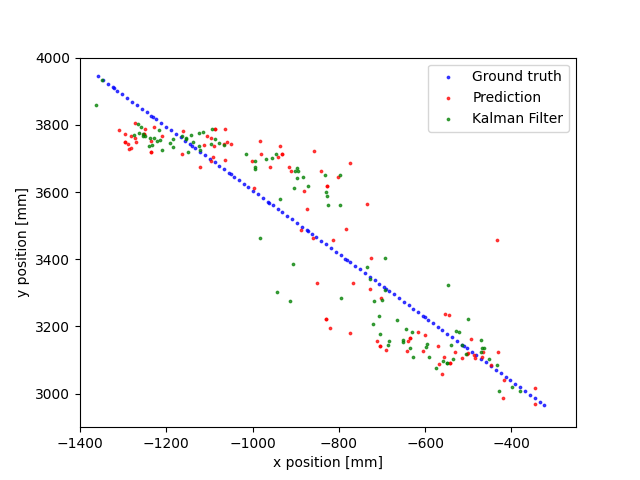 4000
3800
3600
3400
3200
3000
y position [mm]
Ground truth
Prediction
Kalman Filter
−1400 −1200 −1000 −800 −600 −400
x position [mm]